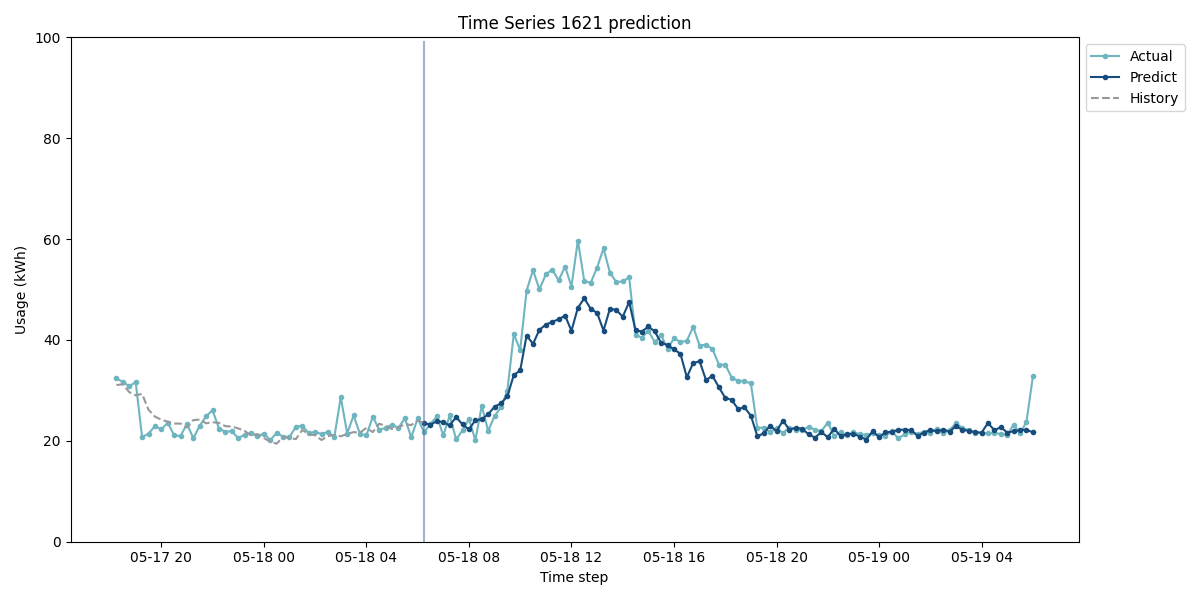 Time Series 1621 prediction
100
80
60
40
20
0
Usage (kWh)
05-17 20
05-18 00
05-18 04
05-18 08
05-18 12
05-18 16
05-18 20
05-19 00
05-19 04
Time step
Actual
Predict
History